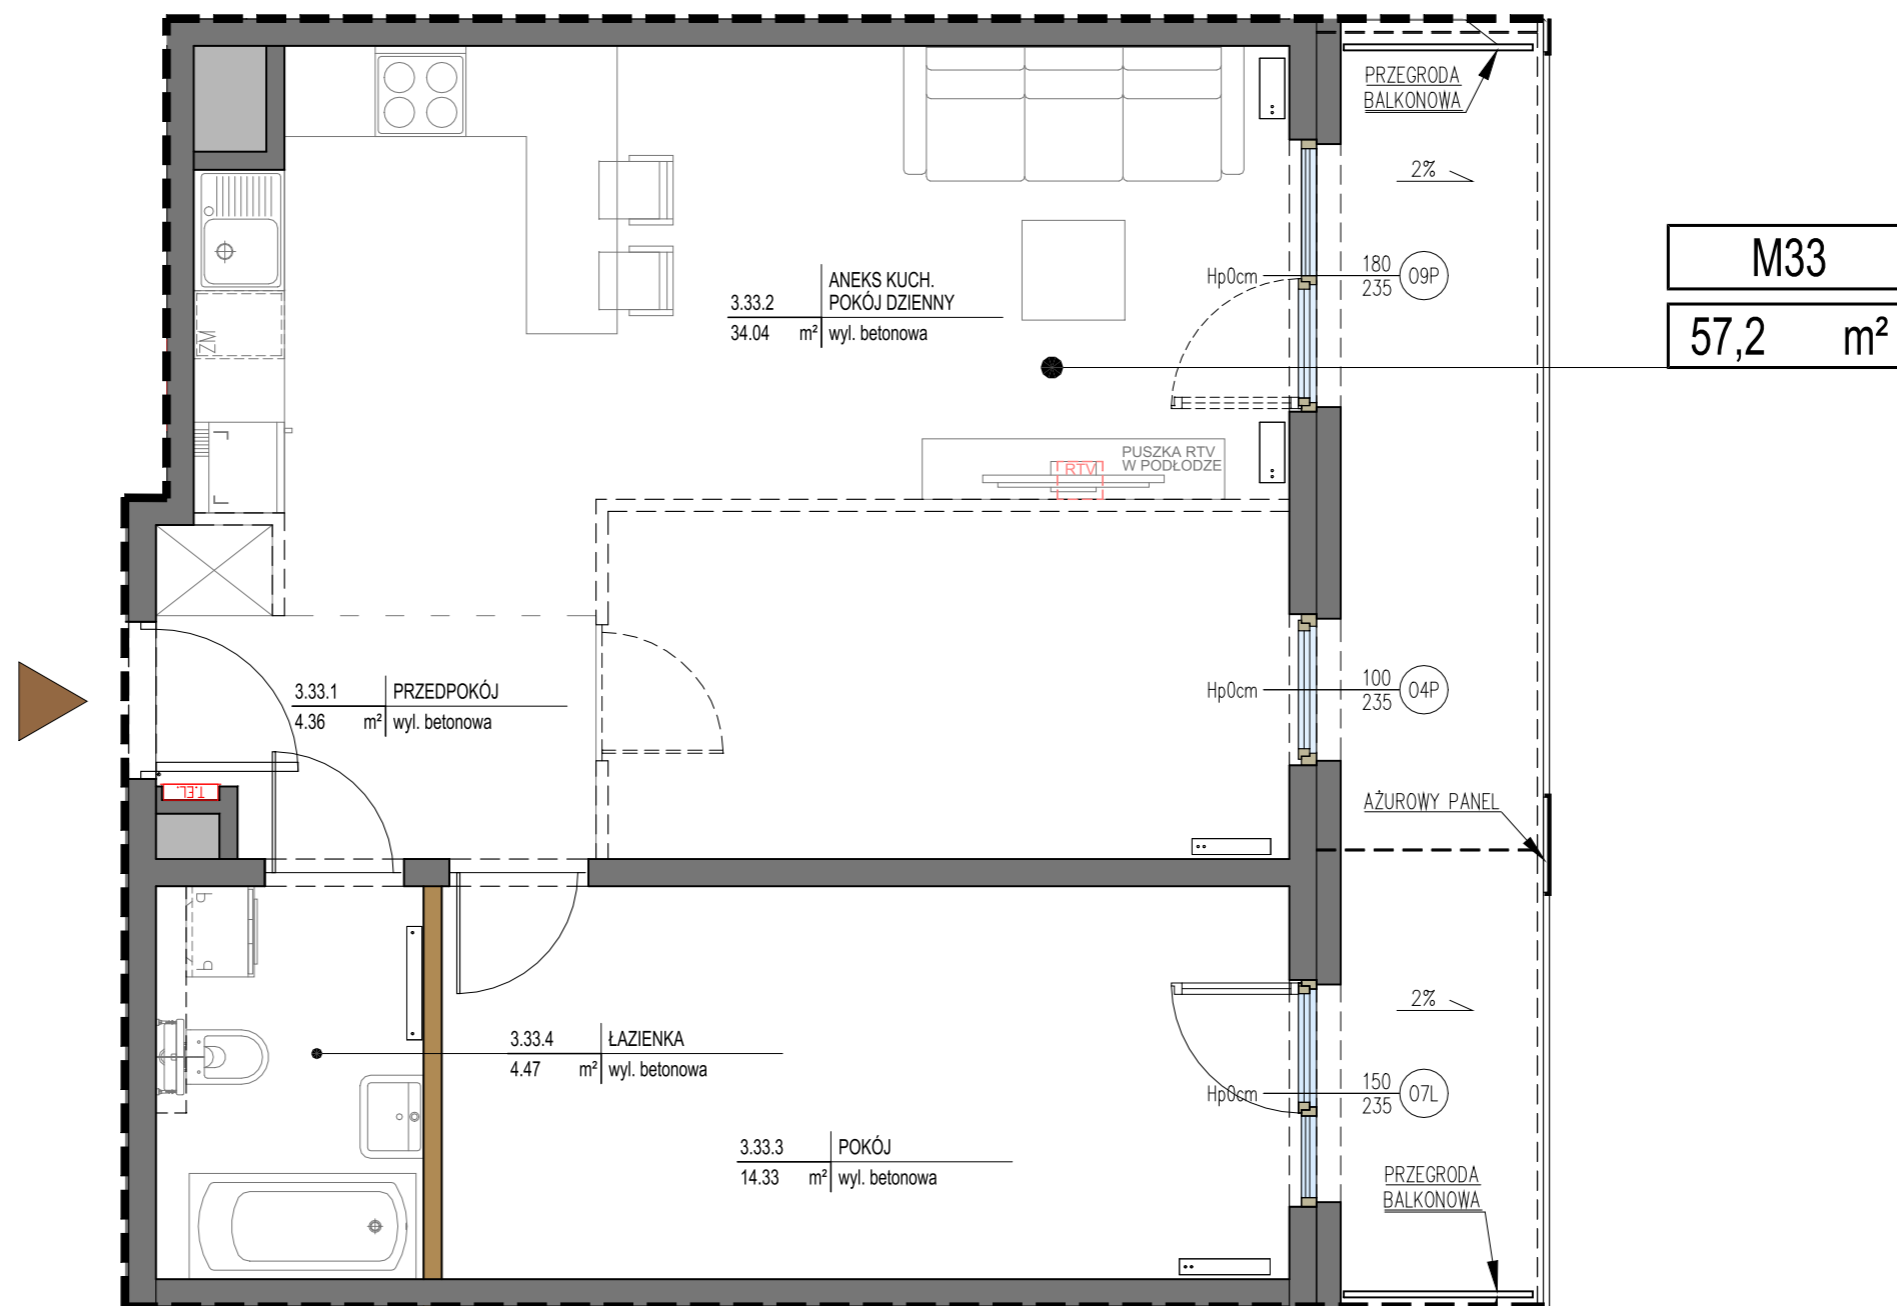 PRZEGRODA
BALKONOWA
2%
M33
57,2 m²
Hp0cm
180
235
09P
3.33.2 ANEKS KUCH.
POKÓJ DZIENNY
34.04 m² wyl. betonowa
ZM
PUSZKA RTV
W PODŁODZE
RTV
3.33.1 PRZEDPOKÓJ
4.36 m² wyl. betonowa
Hp0cm
100
235
04P
T.EL.
AŻUROWY PANEL
2%
3.33.4 ŁAZIENKA
4.47 m² wyl. betonowa
Hp0cm
150
235
07L
3.33.3 POKÓJ
14.33 m² wyl. betonowa
PRZEGRODA
BALKONOWA